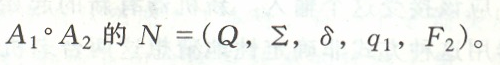 A₁∘A₂ 的 N = (Q, Σ, δ, q₁, F₂)。